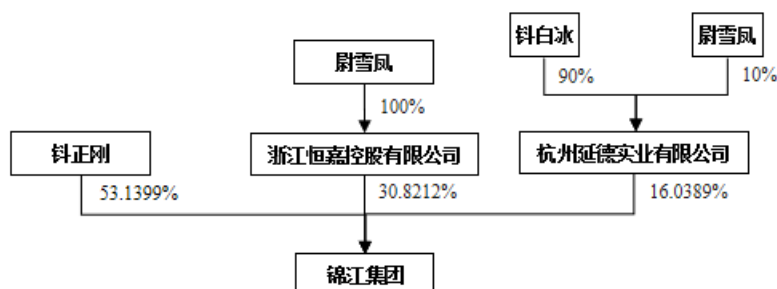 钭白冰
尉雪凤
尉雪凤
90%
10%
100%
钭正刚
浙江恒嘉控股有限公司
杭州延德实业有限公司
53.1399%
30.8212%
16.0389%
锦江集团